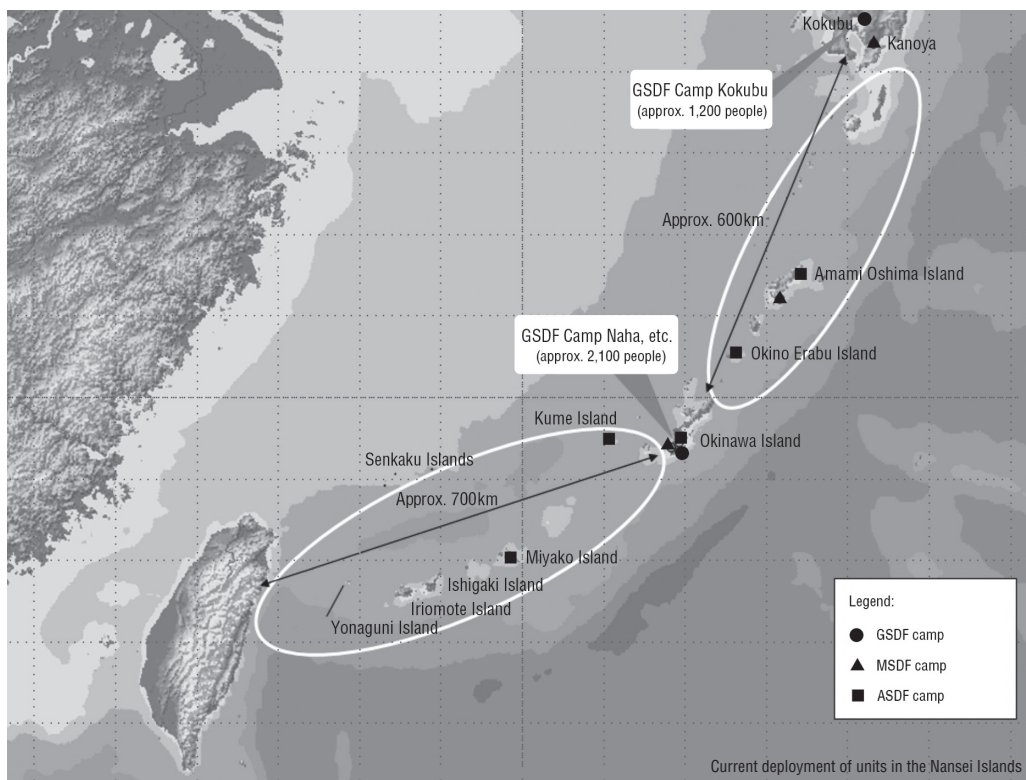 Kokubu
Kanoya
GSDF Camp Kokubu
(approx. 1,200 people)
Approx. 600km
Amami Oshima Island
GSDF Camp Naha, etc.
(approx. 2,100 people)
Okino Erabu Island
Kume Island
Okinawa Island
Senkaku Islands
Approx. 700km
Miyako Island
Ishigaki Island
Iriomote Island
Yonaguni Island
Legend:
GSDF camp
MSDF camp
ASDF camp
Current deployment of units in the Nansei Islands